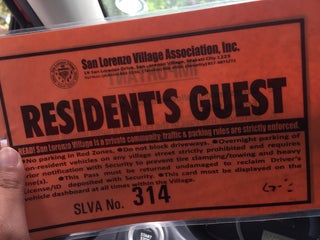 San Lorenzo Village Association, Inc.
RESIDENT'S GUEST
READ! San Lorenzo Village is a private community, traffic & parking rules are strictly enforced.
●No parking in Red Zones. ●Do not block driveways. ●Overnight parking of
non-resident vehicles on any village street strictly prohibited and requires
prior notification with Security to prevent tire clamping/towing and heavy
fine(s). ●This Pass must be returned undamaged to reclaim Driver's
License/ID deposited with Security. ●This card must be displayed on the
vehicle dashboard at all times within the Village.
SLVA No. 314